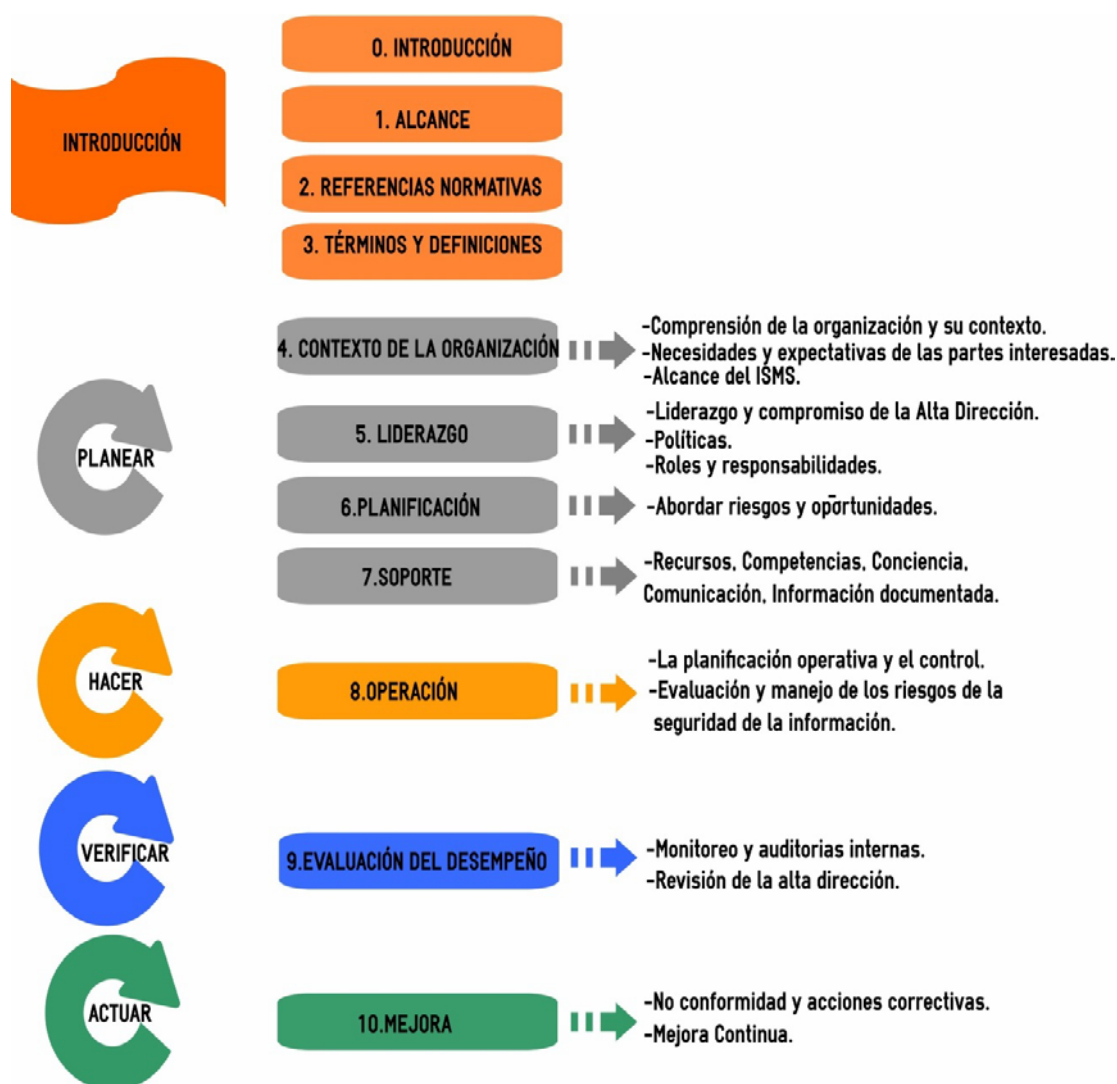 INTRODUCCIÓN
0. INTRODUCCIÓN
1. ALCANCE
2. REFERENCIAS NORMATIVAS
3. TÉRMINOS Y DEFINICIONES
PLANEAR
4. CONTEXTO DE LA ORGANIZACIÓN
-Comprensión de la organización y su contexto.
-Necesidades y expectativas de las partes interesadas.
-Alcance del ISMS.
5. LIDERAZGO
-Liderazgo y compromiso de la Alta Dirección.
-Políticas.
-Roles y responsabilidades.
6.PLANIFICACIÓN
-Abordar riesgos y oportunidades.
7.SOPORTE
-Recursos, Competencias, Conciencia,
Comunicación, Información documentada.
HACER
8.OPERACIÓN
-La planificación operativa y el control.
-Evaluación y manejo de los riesgos de la
seguridad de la información.
VERIFICAR
9.EVALUACIÓN DEL DESEMPEÑO
-Monitoreo y auditorias internas.
-Revisión de la alta dirección.
ACTUAR
10.MEJORA
-No conformidad y acciones correctivas.
-Mejora Continua.